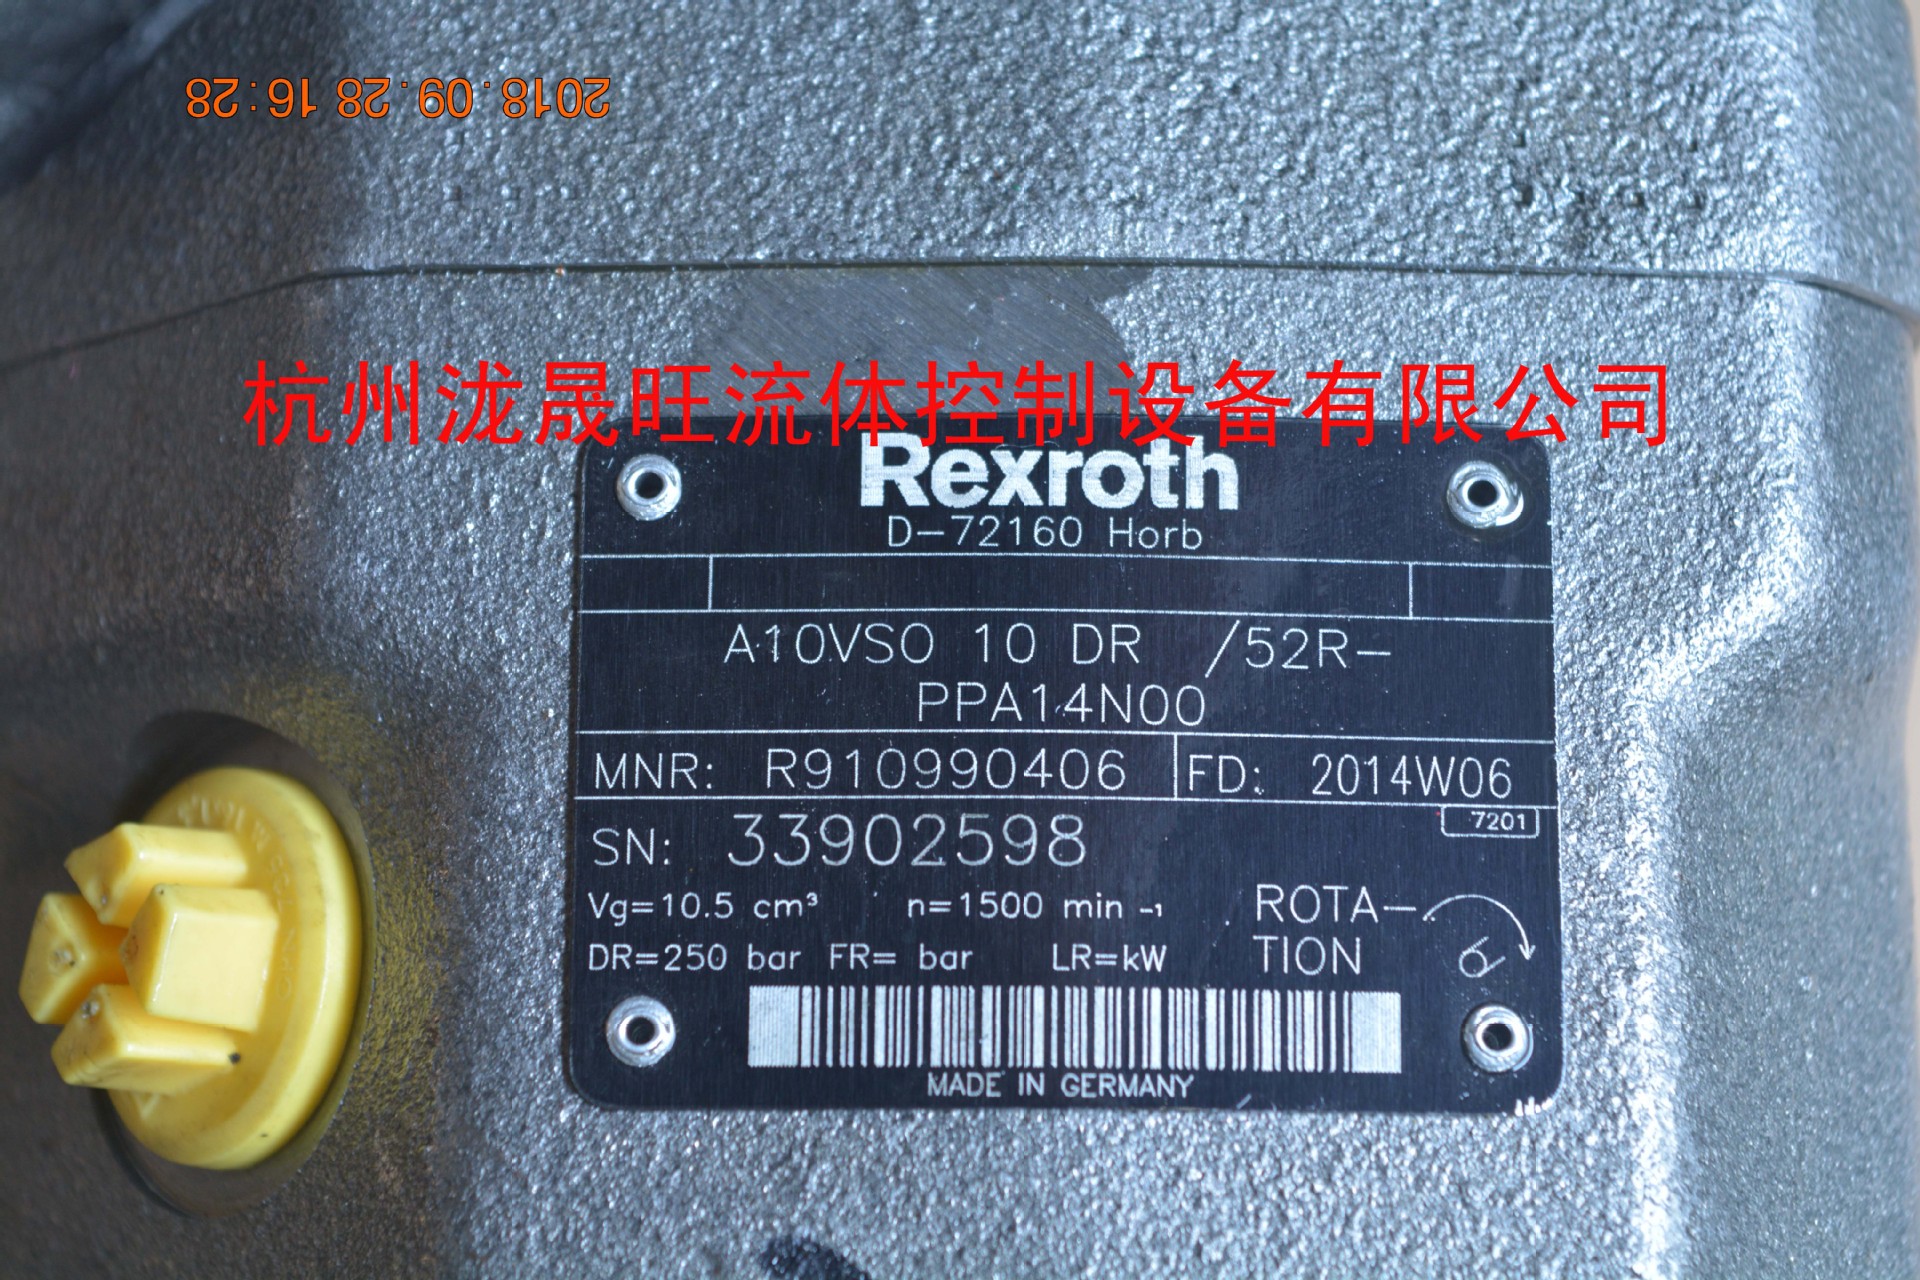 2018.09.28 16:28
杭州泷晟旺流体控制设备有限公司
Rexroth
D-72160 Horb
A10VSO 10 DR /52R-
PPA14N00
MNR: R910990406 FD: 2014W06
7201
SN: 33902598
Vg=10.5 cm³ n=1500 min -1
DR=250 bar FR= bar LR=kW
ROTA-
TION
MADE IN GERMANY